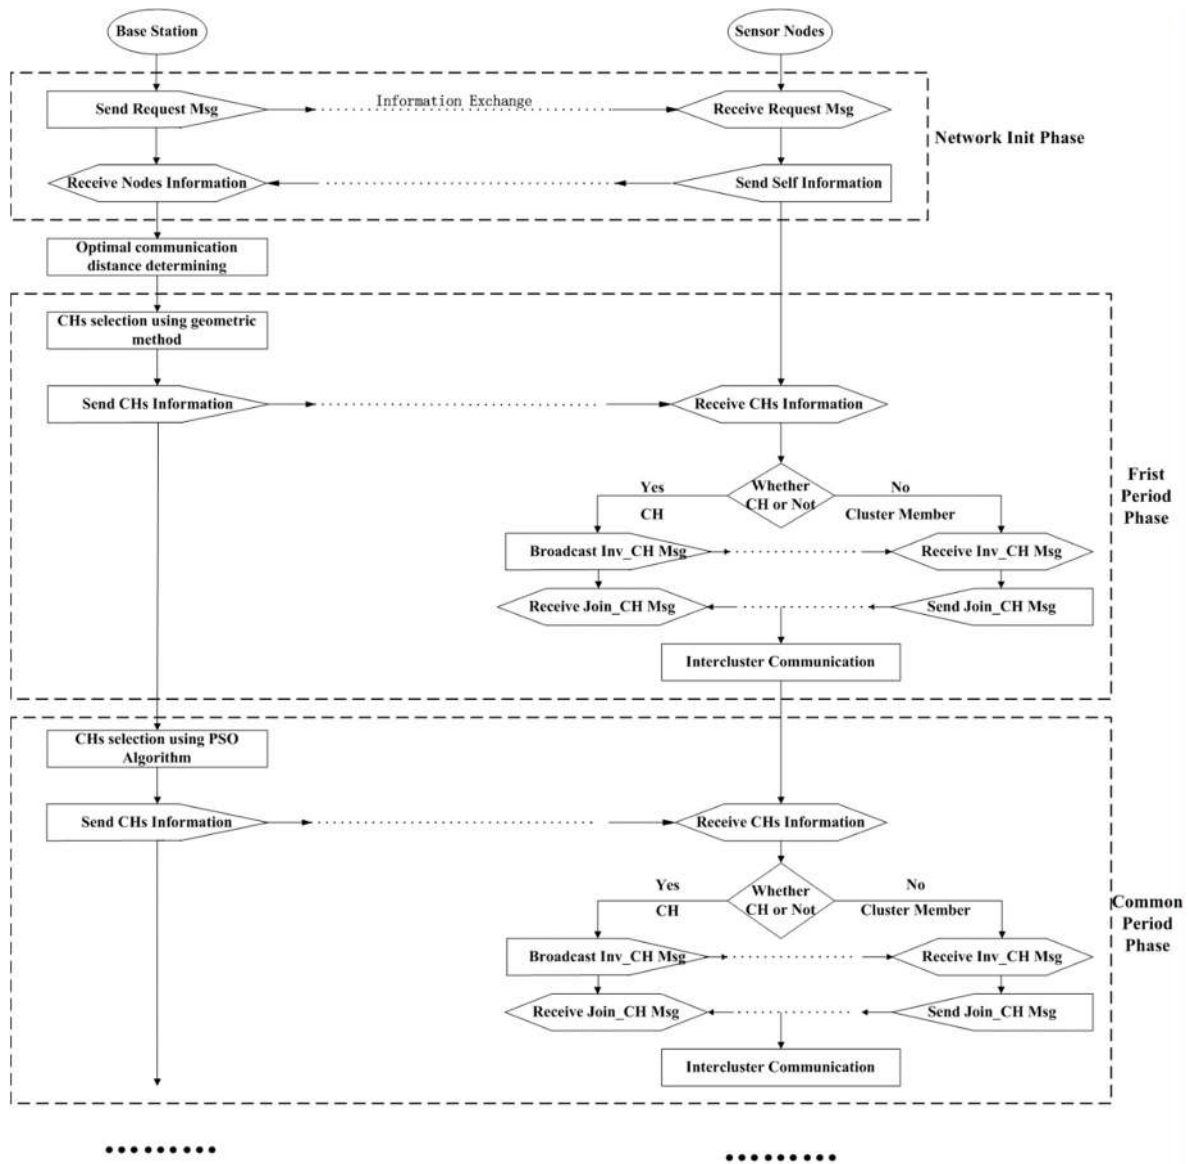 Base Station
Sensor Nodes
Send Request Msg
Information Exchange
Receive Request Msg
Network Init Phase
Receive Nodes Information
Send Self Information
Optimal communication
distance determining
CHs selection using geometric
method
Send CHs Information
Receive CHs Information
Frist
Period
Phase
Whether
CH or Not
Yes
CH
No
Cluster Member
Broadcast Inv_CH Msg
Receive Inv_CH Msg
Receive Join_CH Msg
Send Join_CH Msg
Intercluster Communication
CHs selection using PSO
Algorithm
Send CHs Information
Receive CHs Information
Common
Period
Phase
Whether
CH or Not
Yes
CH
No
Cluster Member
Broadcast Inv_CH Msg
Receive Inv_CH Msg
Receive Join_CH Msg
Send Join_CH Msg
Intercluster Communication